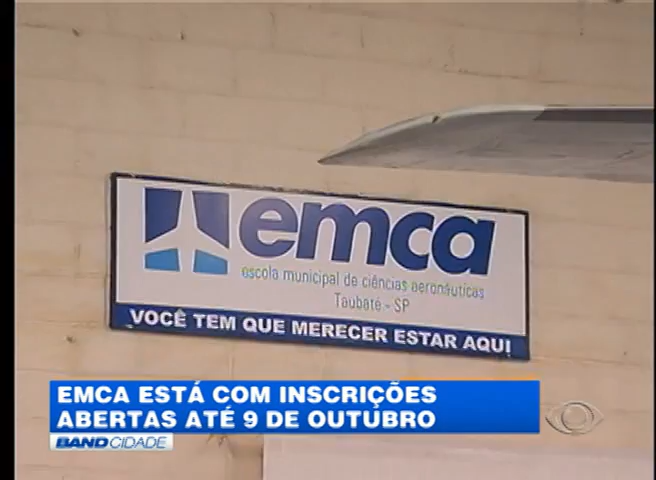 emca
escola municipal de ciências aeronáuticas
Taubaté - SP
VOCÊ TEM QUE MERECER ESTAR AQUI
EMCA ESTÁ COM INSCRIÇÕES
ABERTAS ATÉ 9 DE OUTUBRO
BAND CIDADE